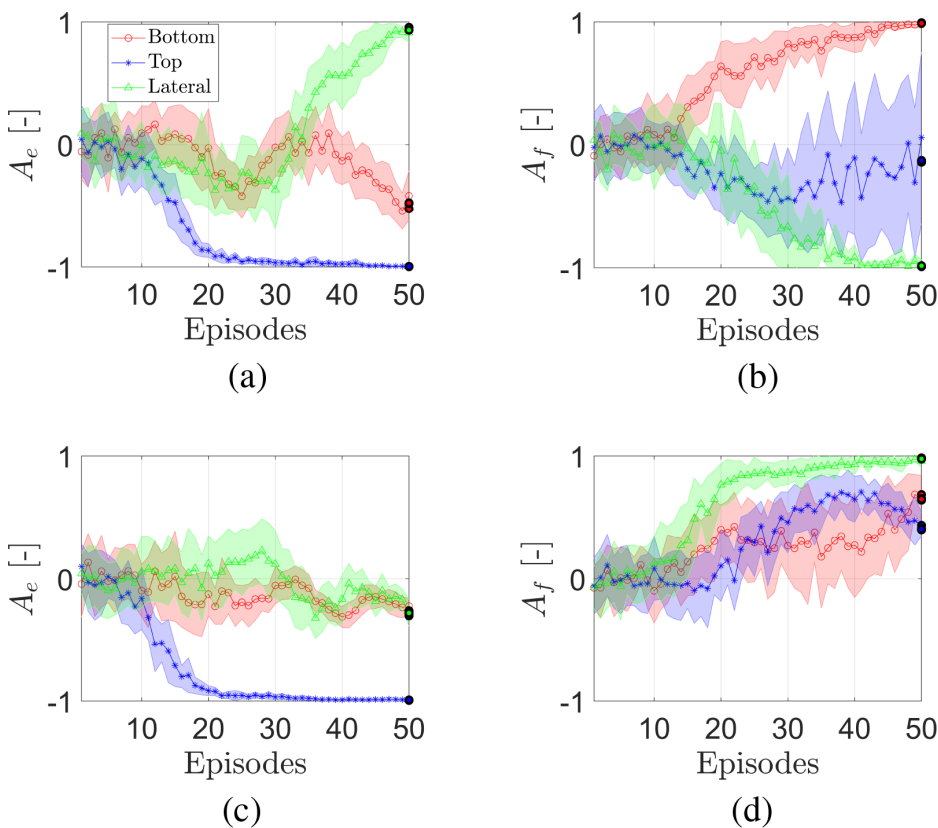 1
0
-1
A_e [-]
Bottom
Top
Lateral
10 20 30 40 50
Episodes
(a)
1
0
-1
A_f [-]
10 20 30 40 50
Episodes
(b)
1
0
-1
A_e [-]
10 20 30 40 50
Episodes
(c)
1
0
-1
A_f [-]
10 20 30 40 50
Episodes
(d)